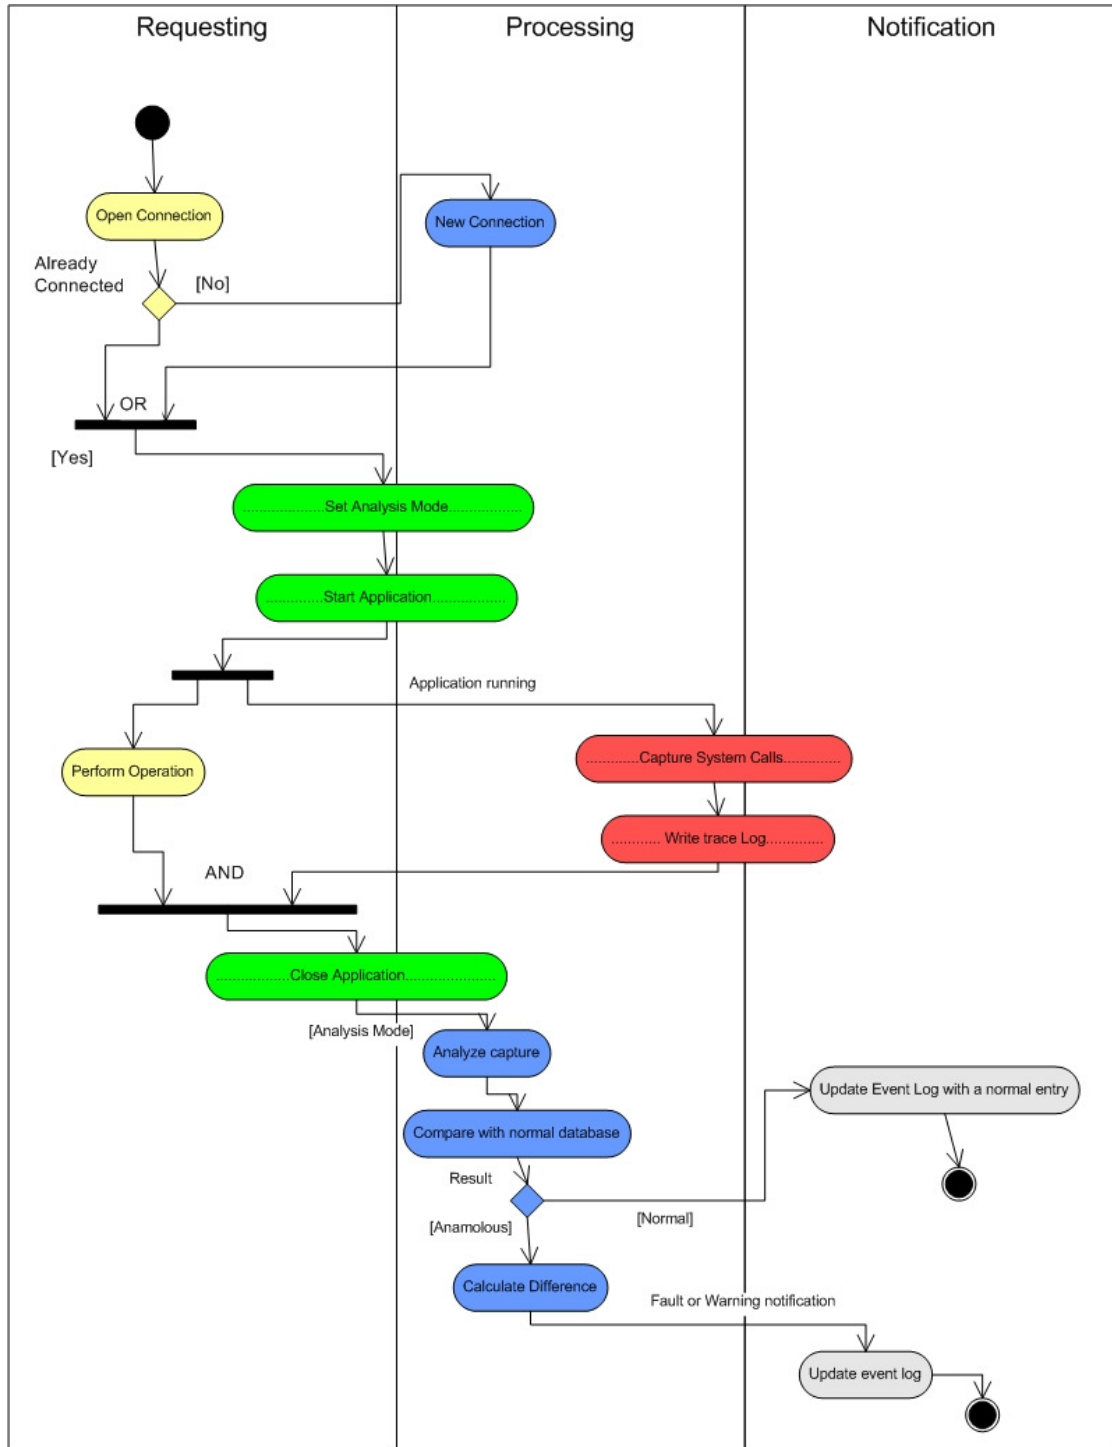 Requesting
Processing
Notification
Open Connection
New Connection
Already
Connected
[No]
OR
[Yes]
...................Set Analysis Mode.................
..............Start Application..................
Application running
Perform Operation
.............Capture System Calls..............
............ Write trace Log..............
AND
.................Close Application.....................
[Analysis Mode]
Analyze capture
Update Event Log with a normal entry
Compare with normal database
Result
[Anamolous]
[Normal]
Calculate Difference
Fault or Warning notification
Update event log